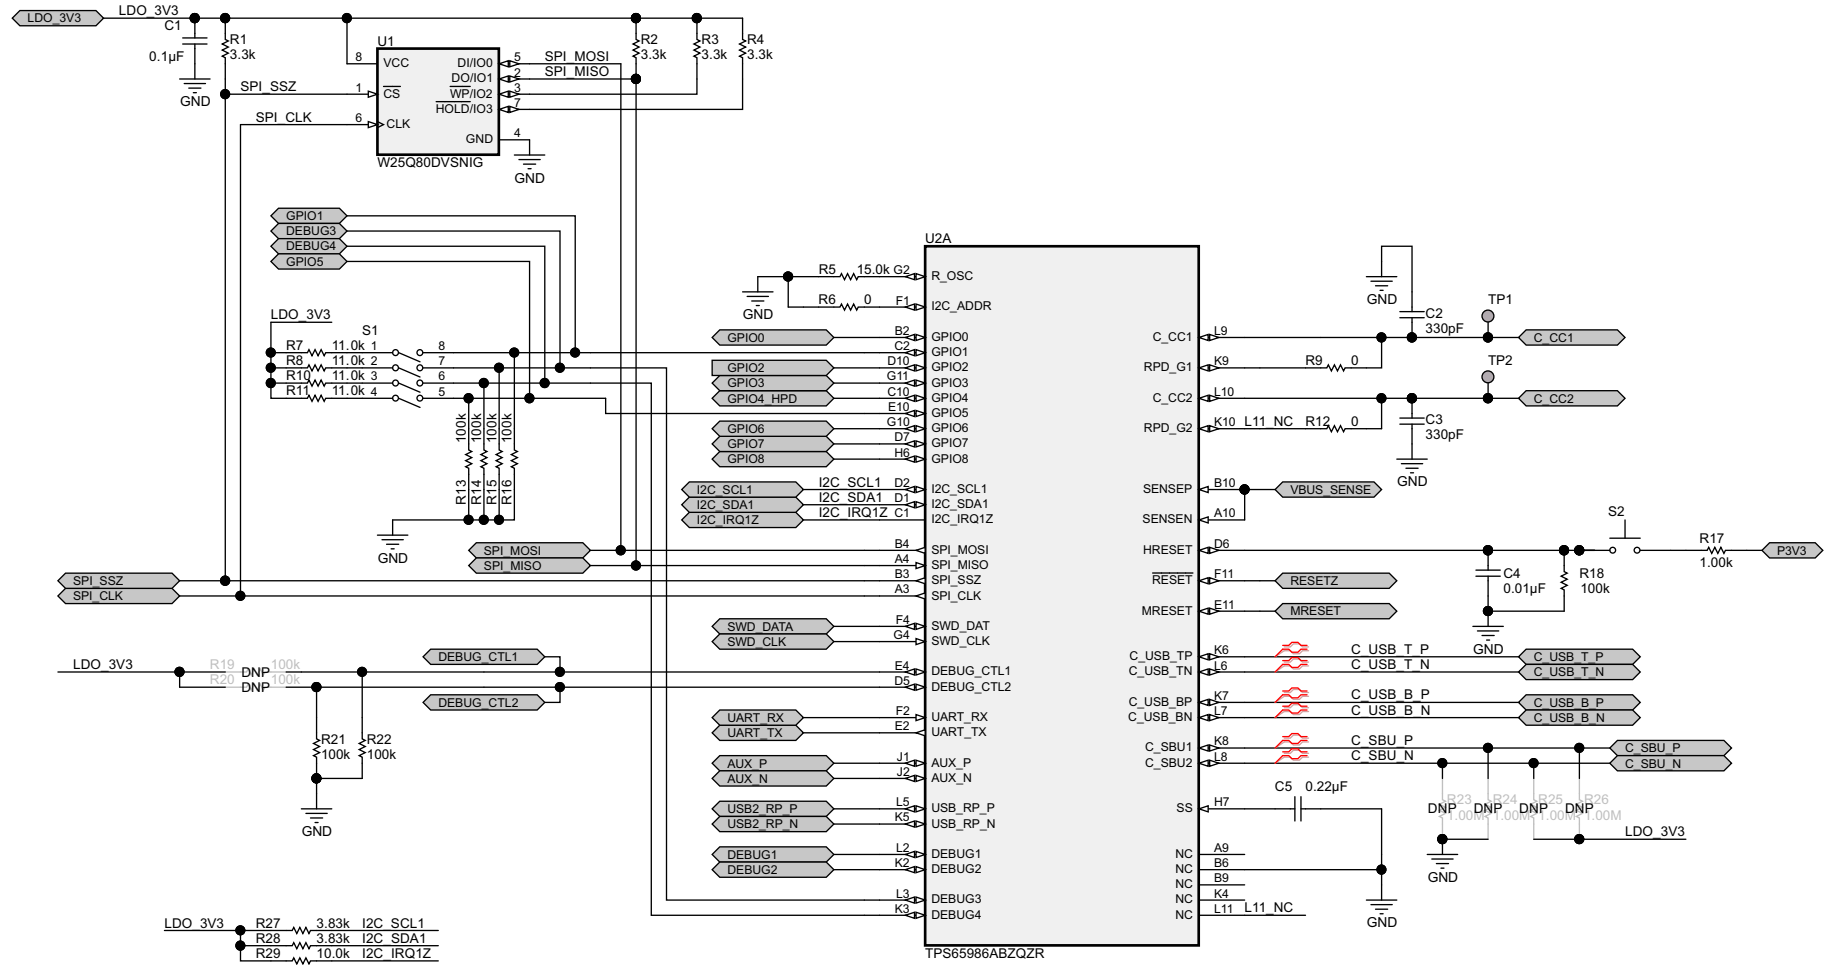 LDO_3V3 LDO_3V3
C1
0.1µF
GND
R1
3.3k
U1
8 VCC
1 CS
6 CLK
DI/IO0 5 SPI_MOSI
DO/IO1 2 SPI_MISO
WP/IO2 3
HOLD/IO3 7
GND 4
W25Q80DVSNIG
GND
R2
3.3k
R3
3.3k
R4
3.3k
SPI_SSZ
SPI_CLK
GPIO1
DEBUG3
DEBUG4
GPIO5
LDO_3V3
S1
R7 11.0k 1 8
R8 11.0k 2 7
R10 11.0k 3 6
R11 11.0k 4 5
100k 100k 100k 100k
R13 R14 R15 R16
GND
SPI_MOSI
SPI_MISO
SPI_SSZ
SPI_CLK
LDO_3V3
R19 DNP 100k
R20 DNP 100k
DEBUG_CTL1
DEBUG_CTL2
R21
100k
R22
100k
GND
LDO_3V3
R27 3.83k I2C_SCL1
R28 3.83k I2C_SDA1
R29 10.0k I2C_IRQ1Z
U2A
GND
R5 15.0k G2 R_OSC
R6 0 F1 I2C_ADDR
GPIO0 B2 GPIO0
C2 GPIO1
GPIO2 D10 GPIO2
GPIO3 G11 GPIO3
GPIO4_HPD C10 GPIO4
E10 GPIO5
GPIO6 G10 GPIO6
GPIO7 D7 GPIO7
GPIO8 H6 GPIO8
I2C_SCL1 I2C_SCL1 D2 I2C_SCL1
I2C_SDA1 I2C_SDA1 D1 I2C_SDA1
I2C_IRQ1Z I2C_IRQ1Z C1 I2C_IRQ1Z
B4 SPI_MOSI
A4 SPI_MISO
B3 SPI_SSZ
A3 SPI_CLK
SWD_DATA F4 SWD_DAT
SWD_CLK G4 SWD_CLK
E4 DEBUG_CTL1
D5 DEBUG_CTL2
UART_RX F2 UART_RX
UART_TX E2 UART_TX
AUX_P J1 AUX_P
AUX_N J2 AUX_N
USB2_RP_P L5 USB_RP_P
USB2_RP_N K5 USB_RP_N
DEBUG1 L2 DEBUG1
DEBUG2 K2 DEBUG2
L3 DEBUG3
K3 DEBUG4
TPS65986ABZQZR
C_CC1 L9
RPD_G1 K9 R9 0
C_CC2 L10
RPD_G2 K10 L11_NC R12 0
GND
C2
330pF
TP1
C_CC1
TP2
C_CC2
C3
330pF
GND
SENSEP B10 VBUS_SENSE
SENSEN A10
HRESET D6
S2
R17
1.00k
P3V3
RESET F11 RESETZ
MRESET E11 MRESET
C4
0.01µF
R18
100k
GND
C_USB_TP K6 C_USB_T_P C_USB_T_P
C_USB_TN L6 C_USB_T_N C_USB_T_N
C_USB_BP K7 C_USB_B_P C_USB_B_P
C_USB_BN L7 C_USB_B_N C_USB_B_N
C_SBU1 K8 C_SBU_P C_SBU_P
C_SBU2 L8 C_SBU_N C_SBU_N
SS H7
C5 0.22µF
R23 R24 R25 R26
DNP DNP DNP DNP
1.00M 1.00M 1.00M 1.00M
LDO_3V3
GND
NC A9
NC B6
NC B9
NC K4
NC L11 L11_NC
GND